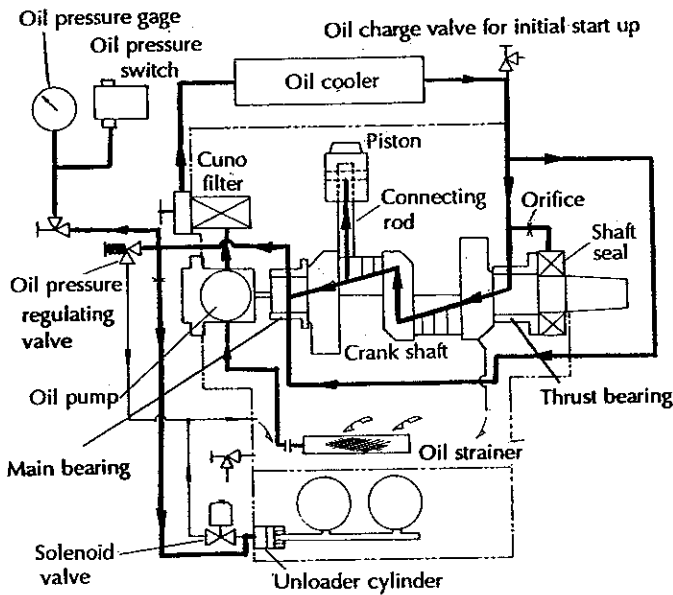 Oil pressure gage
Oil pressure
switch
Oil charge valve for initial start up
Oil cooler
Piston
Cuno
filter
Connecting
rod
Orifice
Shaft
seal
Oil pressure
regulating
valve
Crank shaft
Thrust bearing
Oil pump
Oil strainer
Main bearing
Solenoid
valve
Unloader cylinder